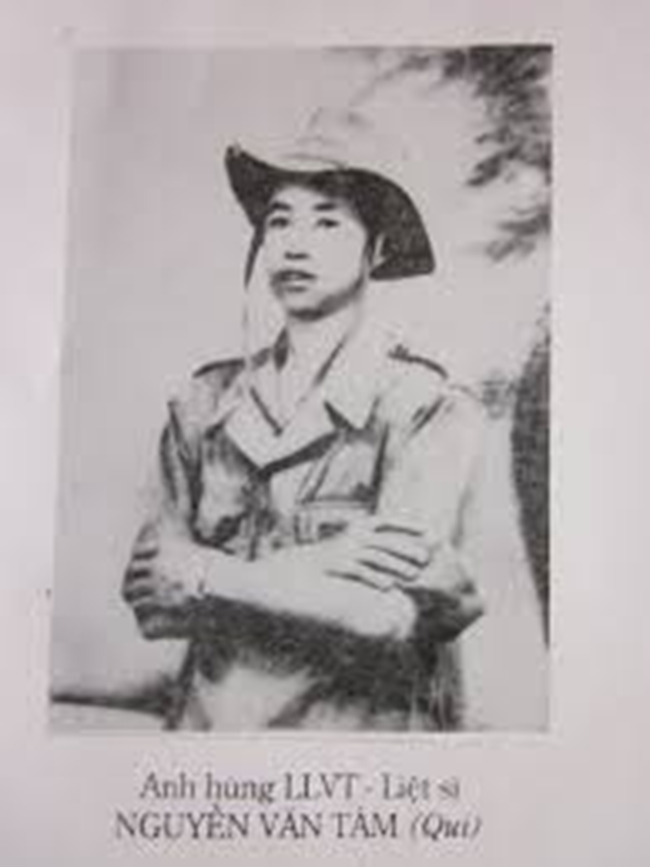 Anh hùng LLVT - Liệt sĩ
NGUYỄN VĂN TÁM (Qui)